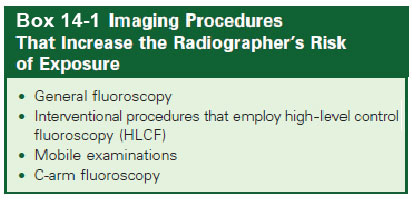 Box 14-1 Imaging Procedures
That Increase the Radiographer's Risk
of Exposure
• General fluoroscopy
• Interventional procedures that employ high-level control
fluoroscopy (HLCF)
• Mobile examinations
• C-arm fluoroscopy